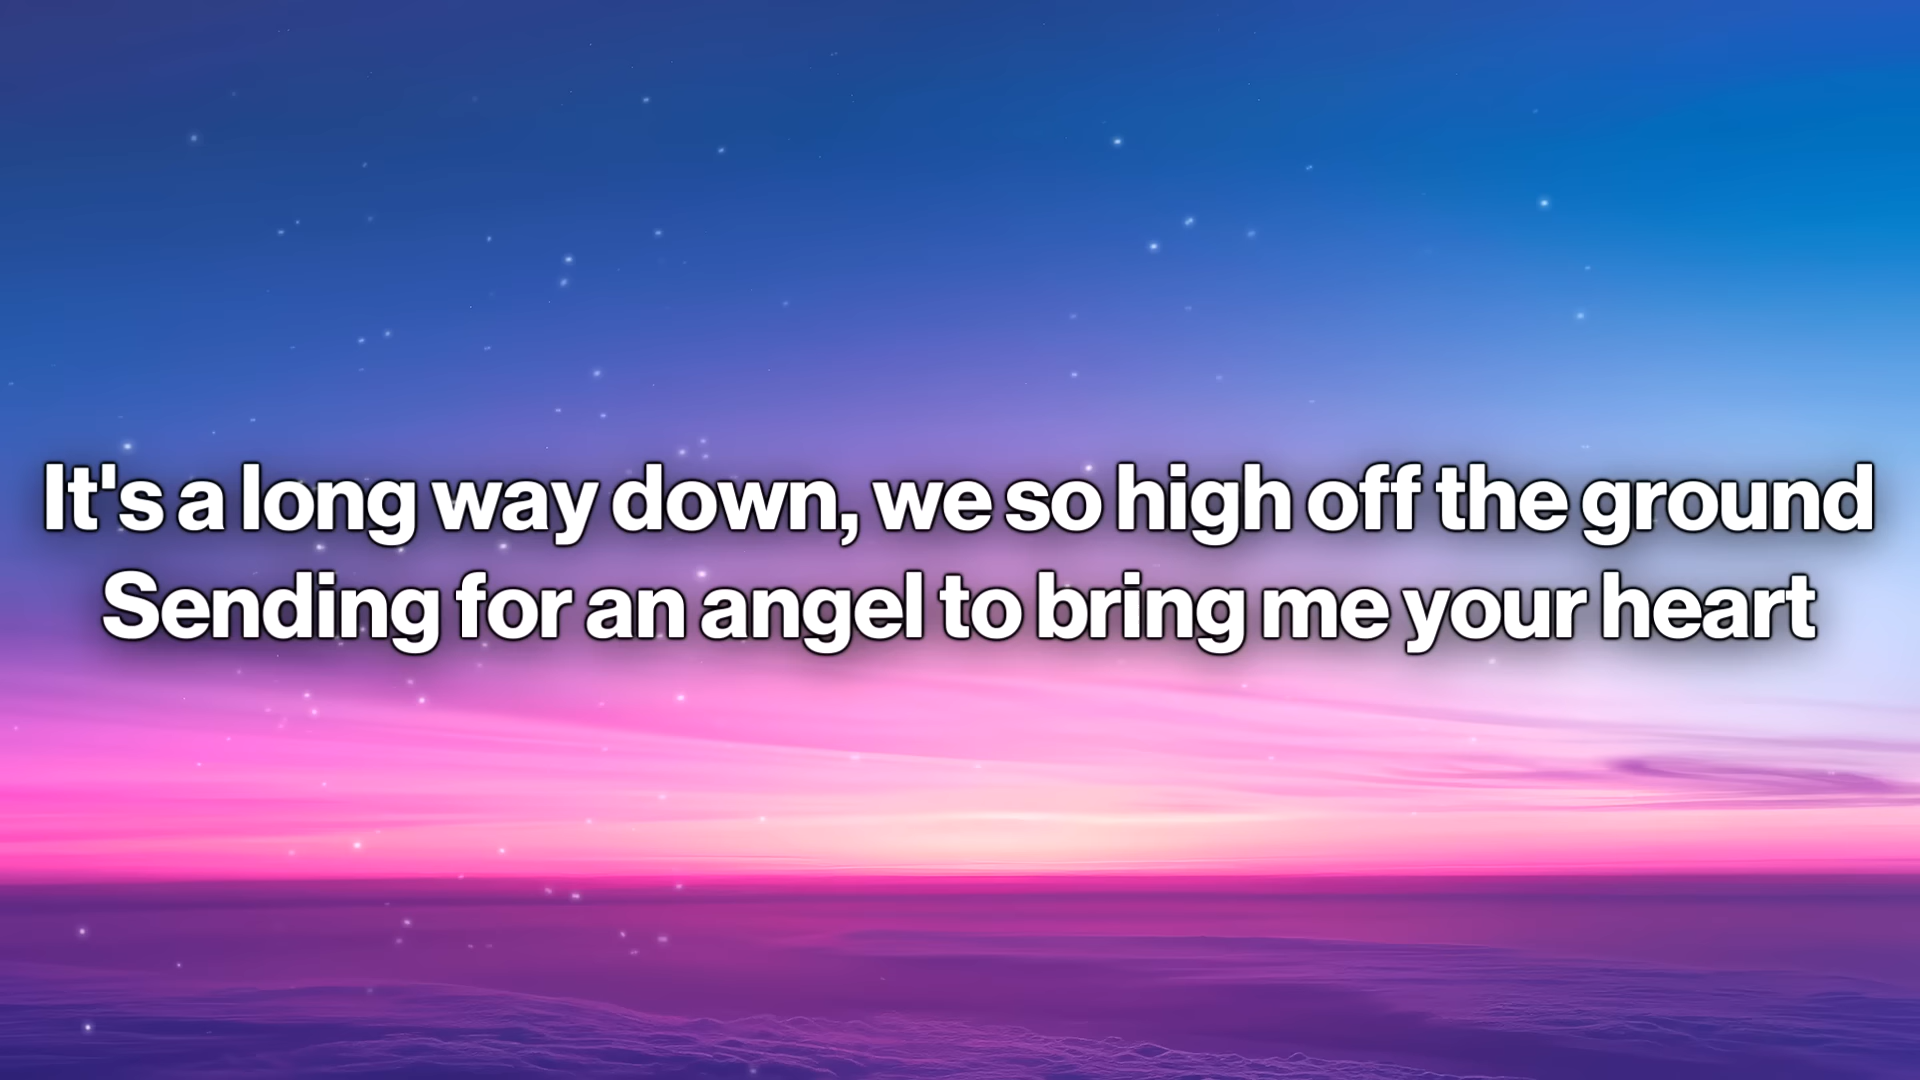 It's a long way down, we so high off the ground
Sending for an angel to bring me your heart